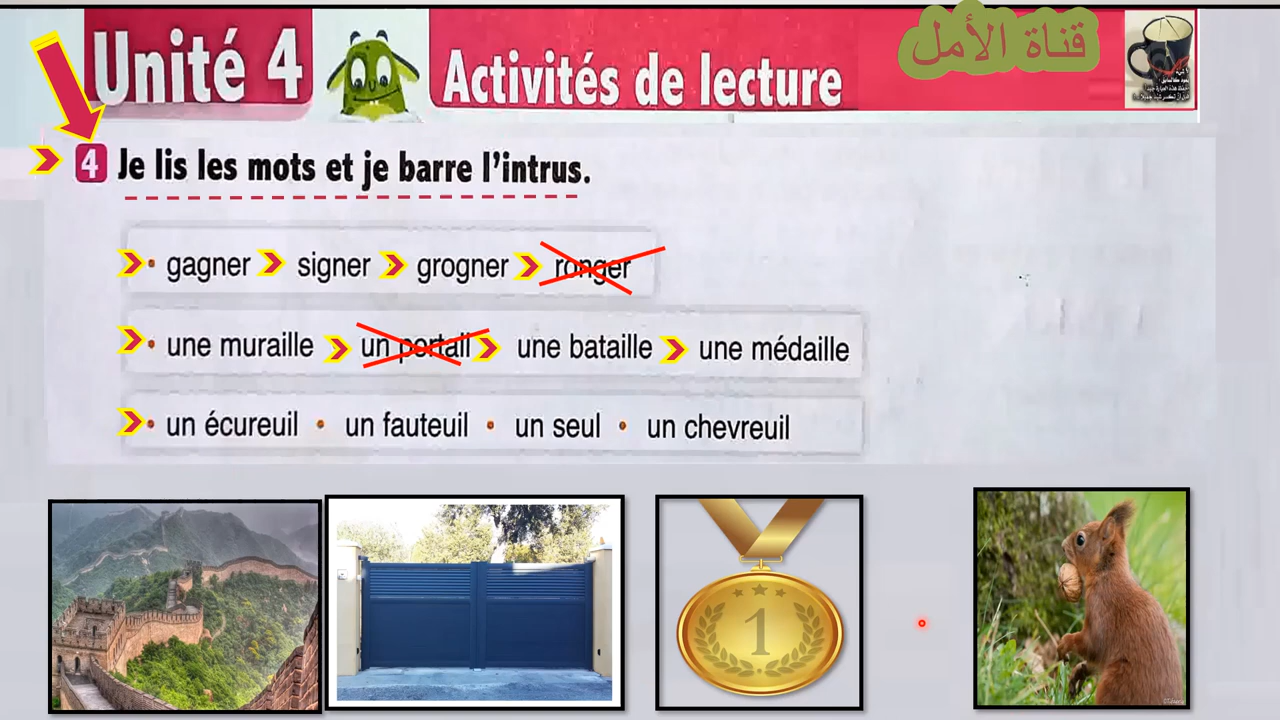 Unité 4
Activités de lecture
قناة الأمل
4 Je lis les mots et je barre l'intrus.
• gagner signer grogner ronger
• une muraille un portail une bataille une médaille
• un écureuil • un fauteuil • un seul • un chevreuil
1